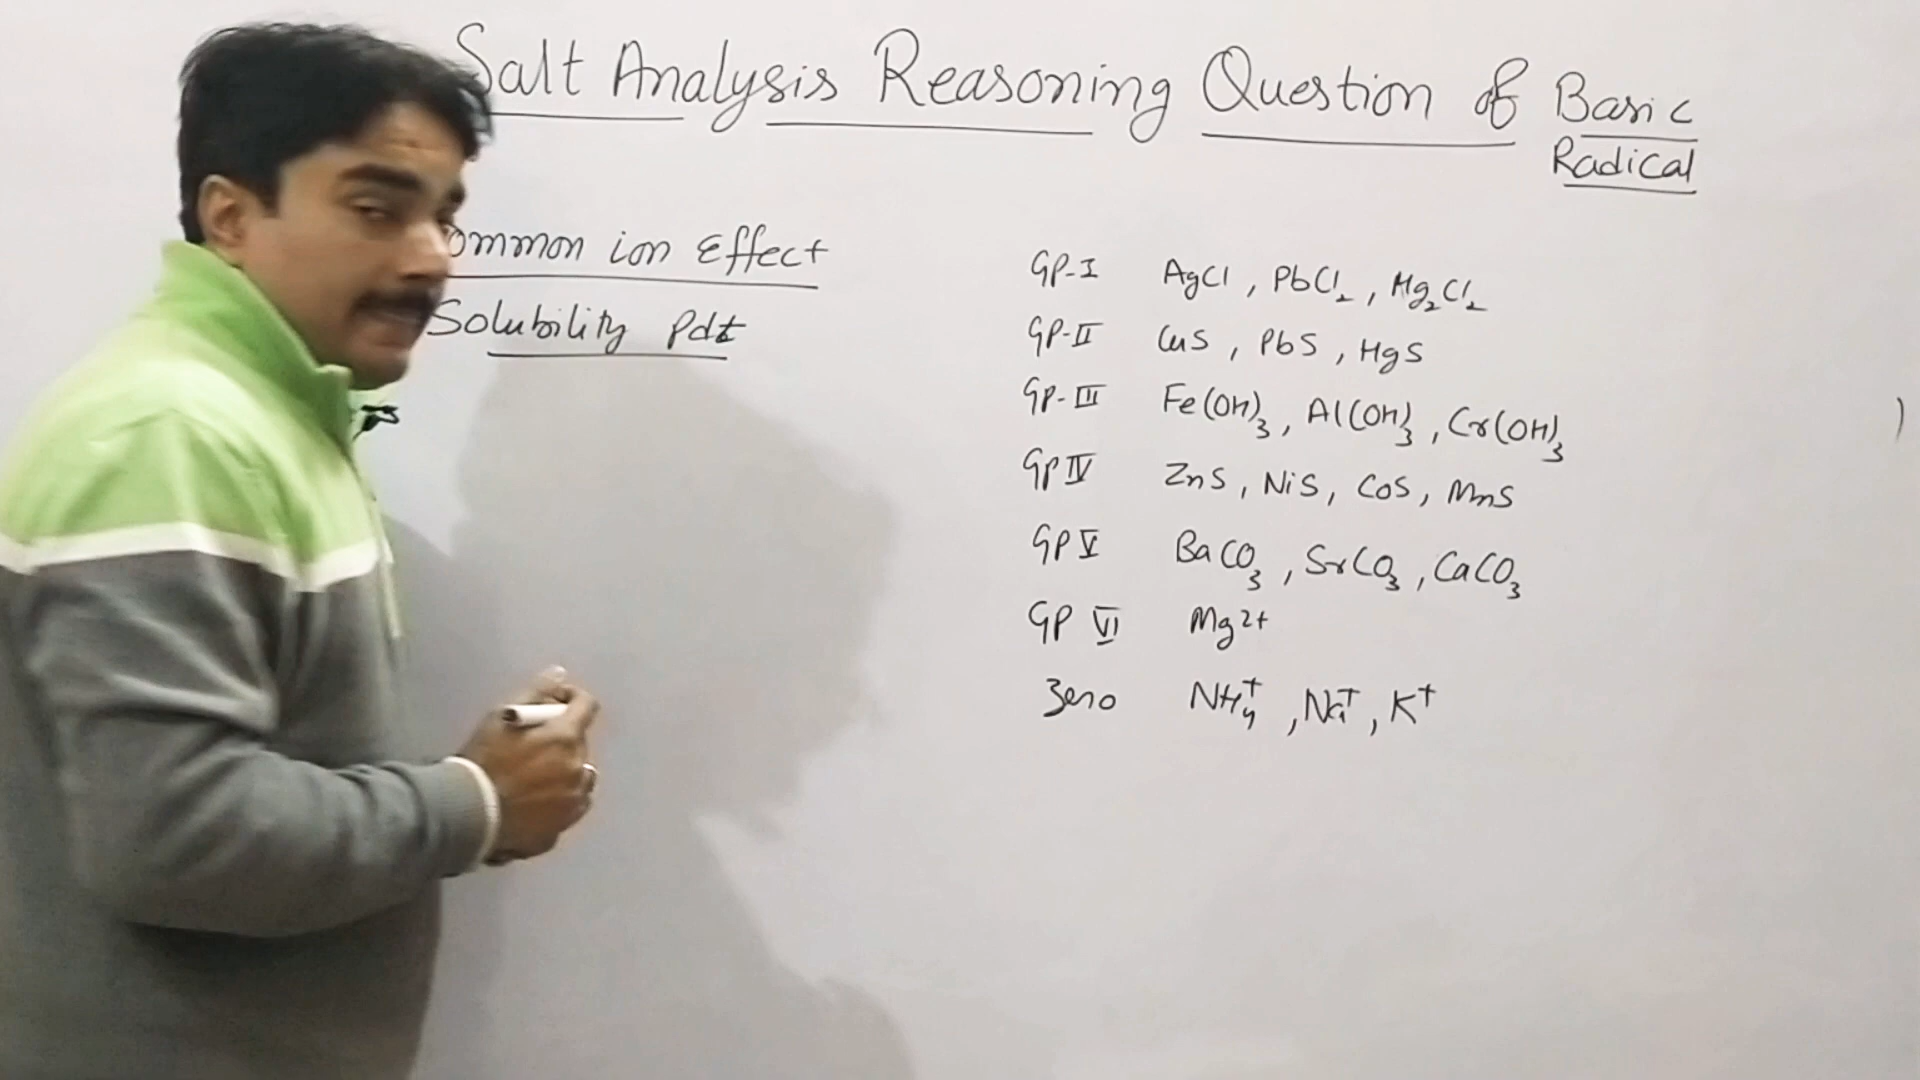 Salt Analysis Reasoning Question of Basic
Radical
ommon ion Effect
Solubility Pdt
GP-I AgCl, PbCl₂, Hg₂Cl₂
GP-II CuS, PbS, HgS
GP-III Fe(OH)₃, Al(OH)₃, Cr(OH)₃
GP IV ZnS, NiS, CoS, MnS
GP V BaCO₃, SrCO₃, CaCO₃
GP VI Mg²⁺
Zero NH₄⁺, Na⁺, K⁺
)